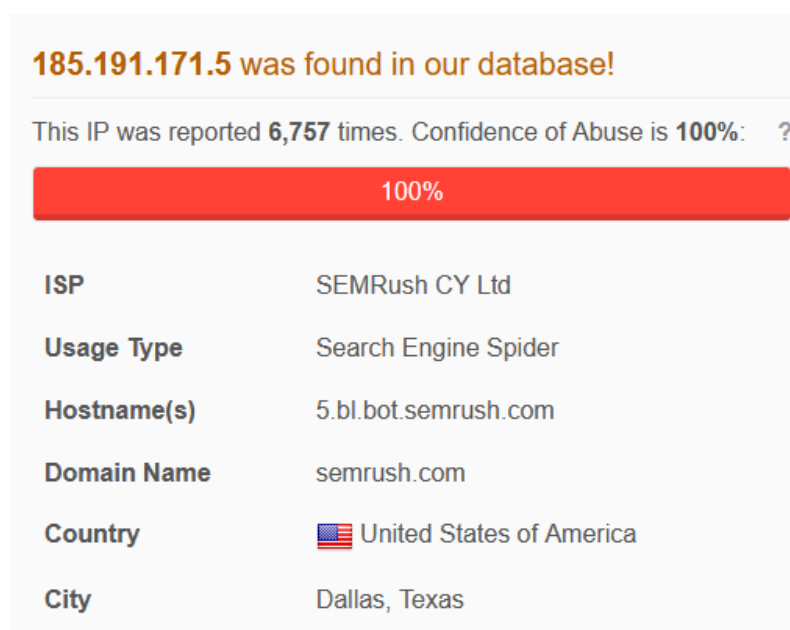 185.191.171.5 was found in our database!
This IP was reported 6,757 times. Confidence of Abuse is 100%: ?
100%
ISP SEMRush CY Ltd
Usage Type Search Engine Spider
Hostname(s) 5.bl.bot.semrush.com
Domain Name semrush.com
Country United States of America
City Dallas, Texas